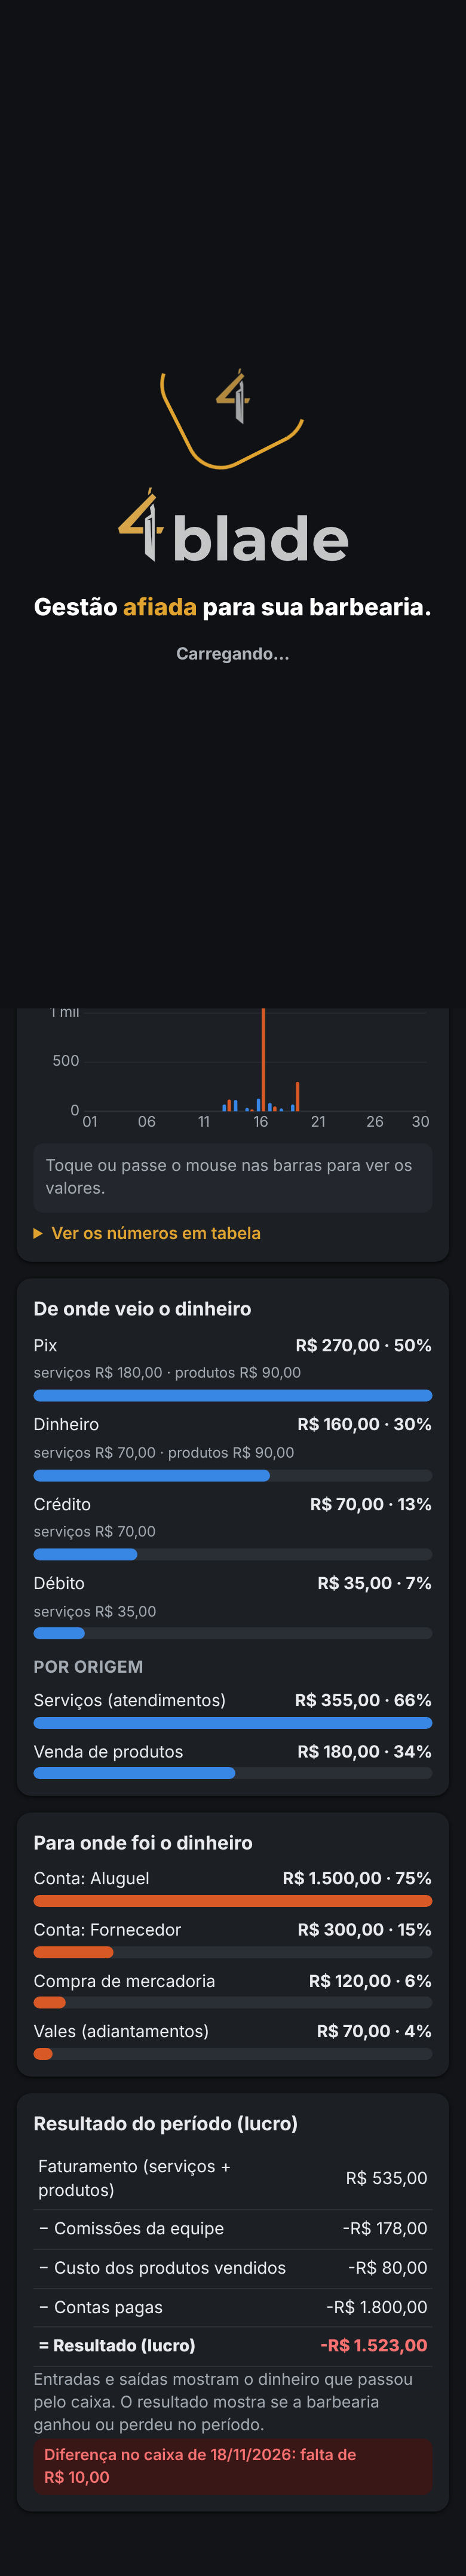 4
4blade
Gestão afiada para sua barbearia.
Carregando...
1 mil
500
0
01 06 11 16 21 26 30
Toque ou passe o mouse nas barras para ver os
valores.
▶ Ver os números em tabela
De onde veio o dinheiro
Pix R$ 270,00 · 50%
serviços R$ 180,00 · produtos R$ 90,00
Dinheiro R$ 160,00 · 30%
serviços R$ 70,00 · produtos R$ 90,00
Crédito R$ 70,00 · 13%
serviços R$ 70,00
Débito R$ 35,00 · 7%
serviços R$ 35,00
POR ORIGEM
Serviços (atendimentos) R$ 355,00 · 66%
Venda de produtos R$ 180,00 · 34%
Para onde foi o dinheiro
Conta: Aluguel R$ 1.500,00 · 75%
Conta: Fornecedor R$ 300,00 · 15%
Compra de mercadoria R$ 120,00 · 6%
Vales (adiantamentos) R$ 70,00 · 4%
Resultado do período (lucro)
Faturamento (serviços +
produtos) R$ 535,00
− Comissões da equipe -R$ 178,00
− Custo dos produtos vendidos -R$ 80,00
− Contas pagas -R$ 1.800,00
= Resultado (lucro) -R$ 1.523,00
Entradas e saídas mostram o dinheiro que passou
pelo caixa. O resultado mostra se a barbearia
ganhou ou perdeu no período.
Diferença no caixa de 18/11/2026: falta de
R$ 10,00